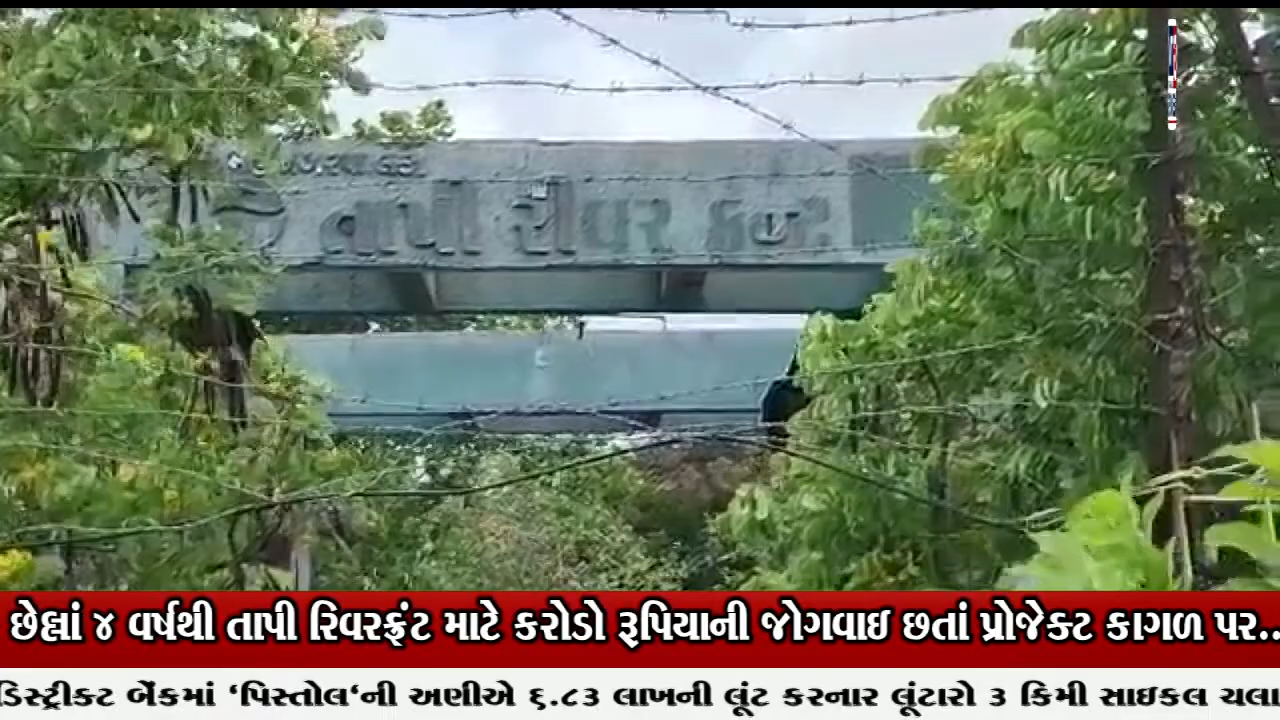 તાપી રીવર ફ્રન્ટ
છેલ્લાં ૪ વર્ષથી તાપી રિવરફ્રંટ માટે કરોડો રૂપિયાની જોગવાઇ છતાં પ્રોજેક્ટ કાગળ પર..
ડિસ્ટ્રીક્ટ બેંકમાં ‘પિસ્તોલ‘ની અણીએ ૬.૮૩ લાખની લૂંટ કરનાર લૂંટારો ૩ કિમી સાઇકલ ચલા